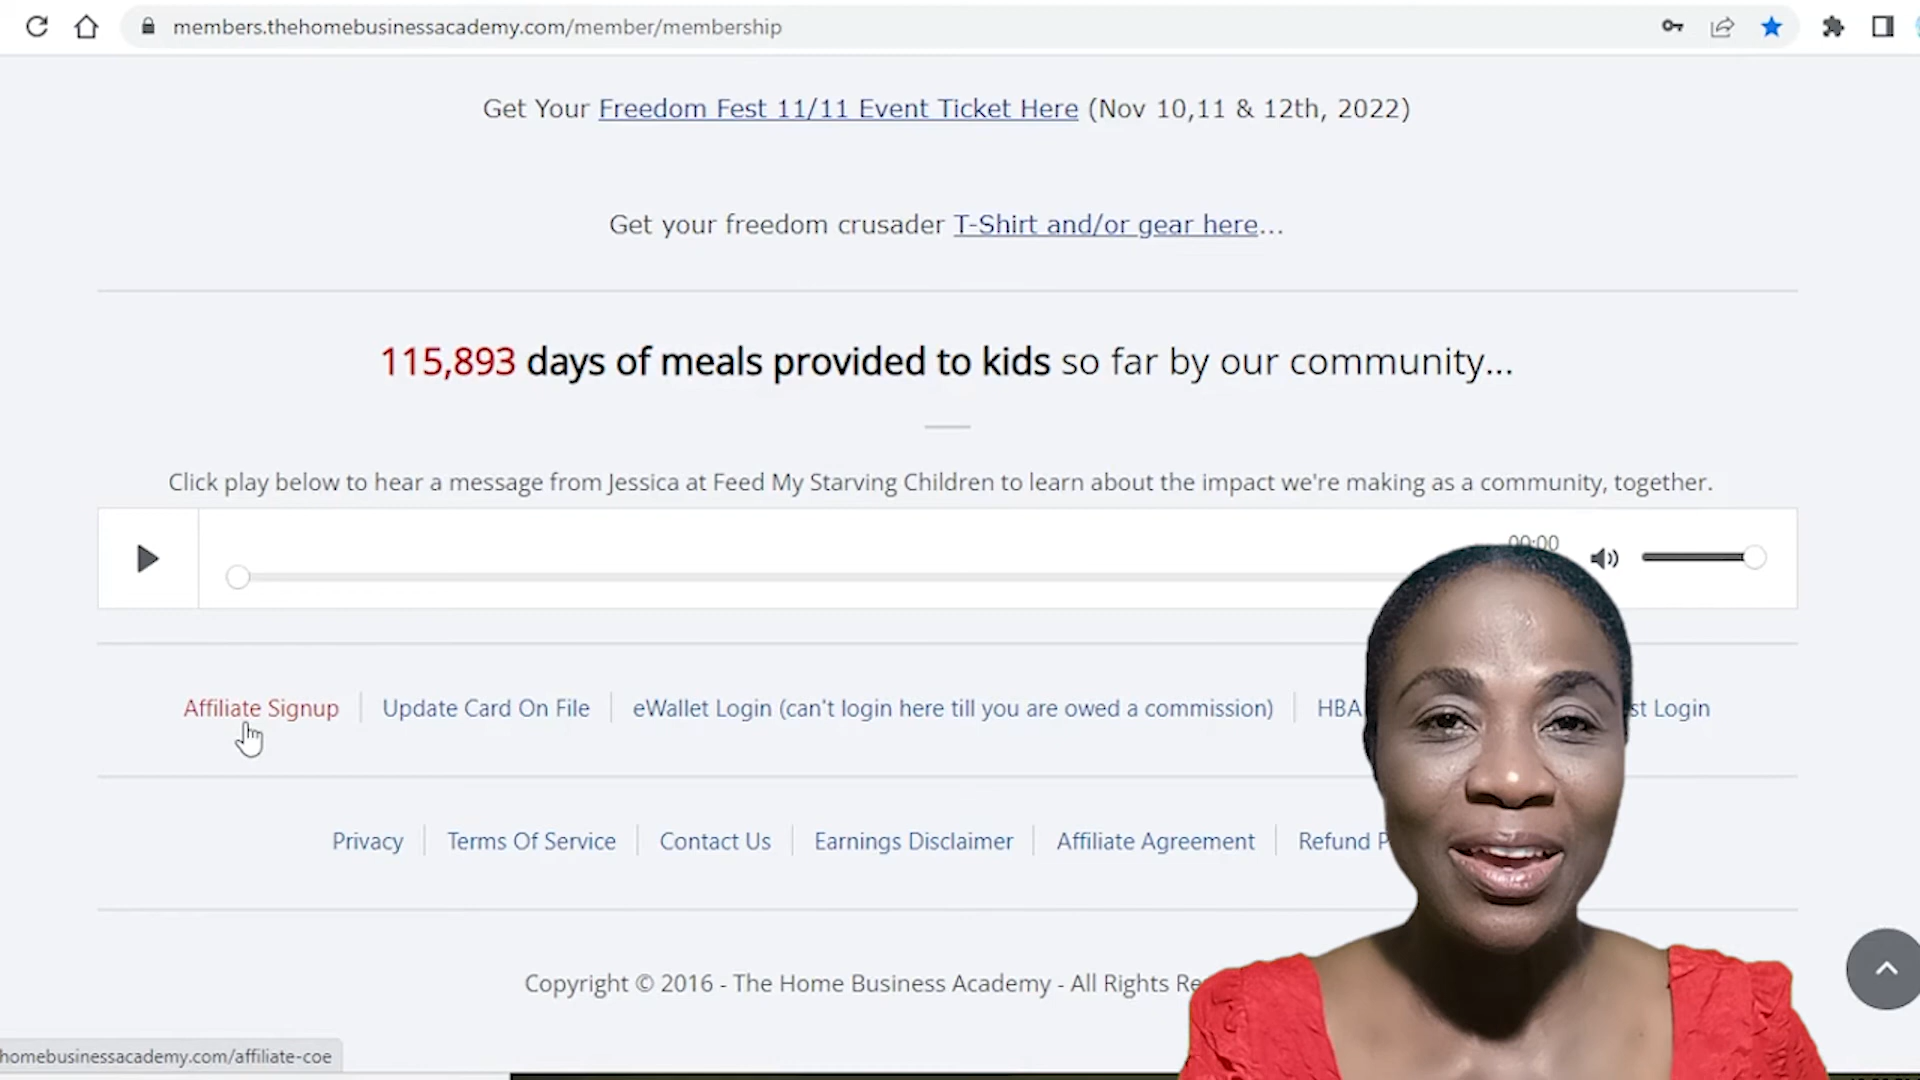 members.thehomebusinessacademy.com/member/membership
Get Your Freedom Fest 11/11 Event Ticket Here (Nov 10,11 & 12th, 2022)
Get your freedom crusader T-Shirt and/or gear here...
115,893 days of meals provided to kids so far by our community...
Click play below to hear a message from Jessica at Feed My Starving Children to learn about the impact we're making as a community, together.
00:00
Affiliate Signup Update Card On File eWallet Login (can't login here till you are owed a commission) HBA st Login
Privacy Terms Of Service Contact Us Earnings Disclaimer Affiliate Agreement Refund P
Copyright © 2016 - The Home Business Academy - All Rights Re
homebusinessacademy.com/affiliate-coe